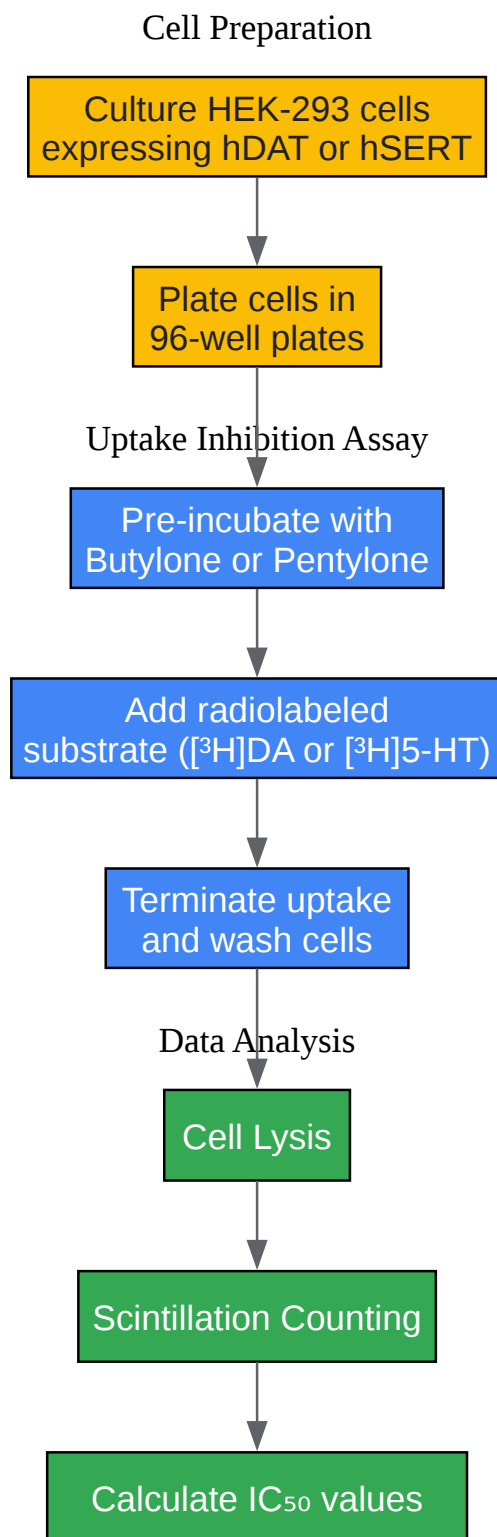 Cell Preparation
Culture HEK-293 cells
expressing hDAT or hSERT
Plate cells in
96-well plates
Uptake Inhibition Assay
Pre-incubate with
Butylone or Pentylone
Add radiolabeled
substrate ([³H]DA or [³H]5-HT)
Terminate uptake
and wash cells
Data Analysis
Cell Lysis
Scintillation Counting
Calculate IC₅₀ values